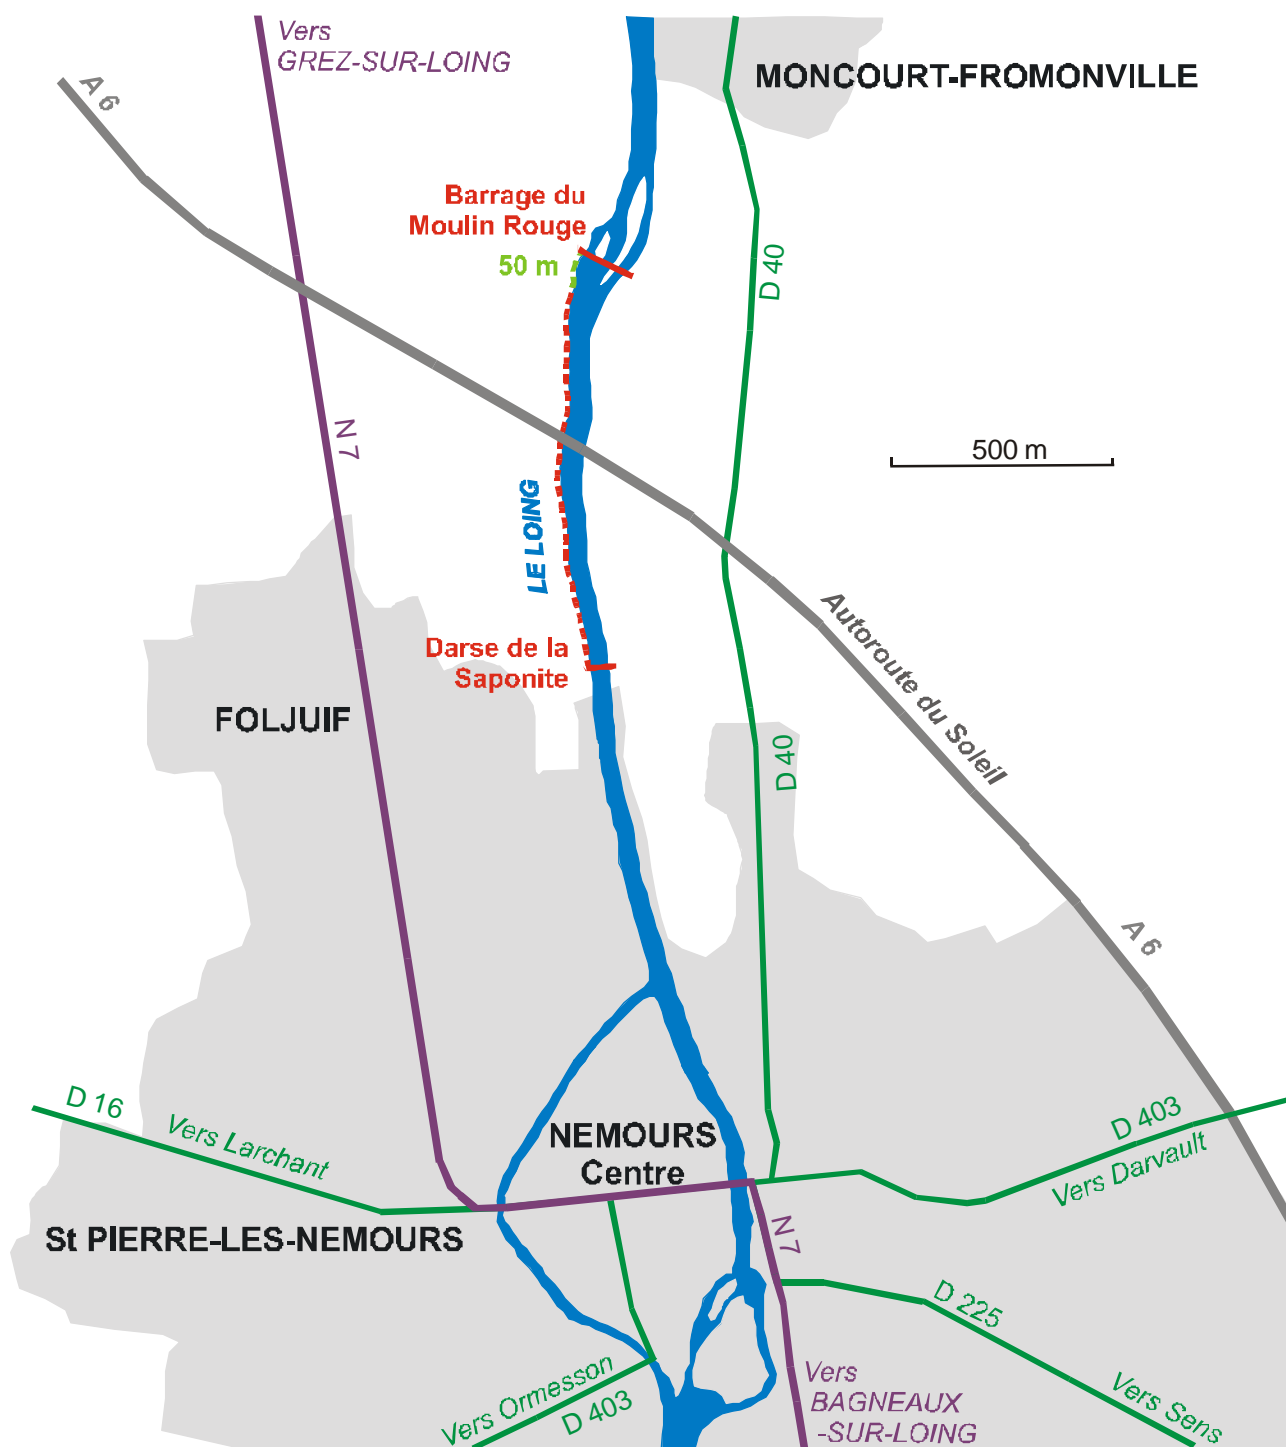 Vers
GREZ-SUR-LOING
A 6
MONCOURT-FROMONVILLE
Barrage du
Moulin Rouge
50 m
D 40
N 7
500 m
LE LOING
Autoroute du Soleil
Darse de la
Saponite
FOLJUIF
D 40
A 6
D 16
Vers Larchant
NEMOURS
Centre
D 403
Vers Darvault
St PIERRE-LES-NEMOURS
N 7
D 225
Vers Sens
Vers Ormesson
D 403
Vers
BAGNEAUX
-SUR-LOING